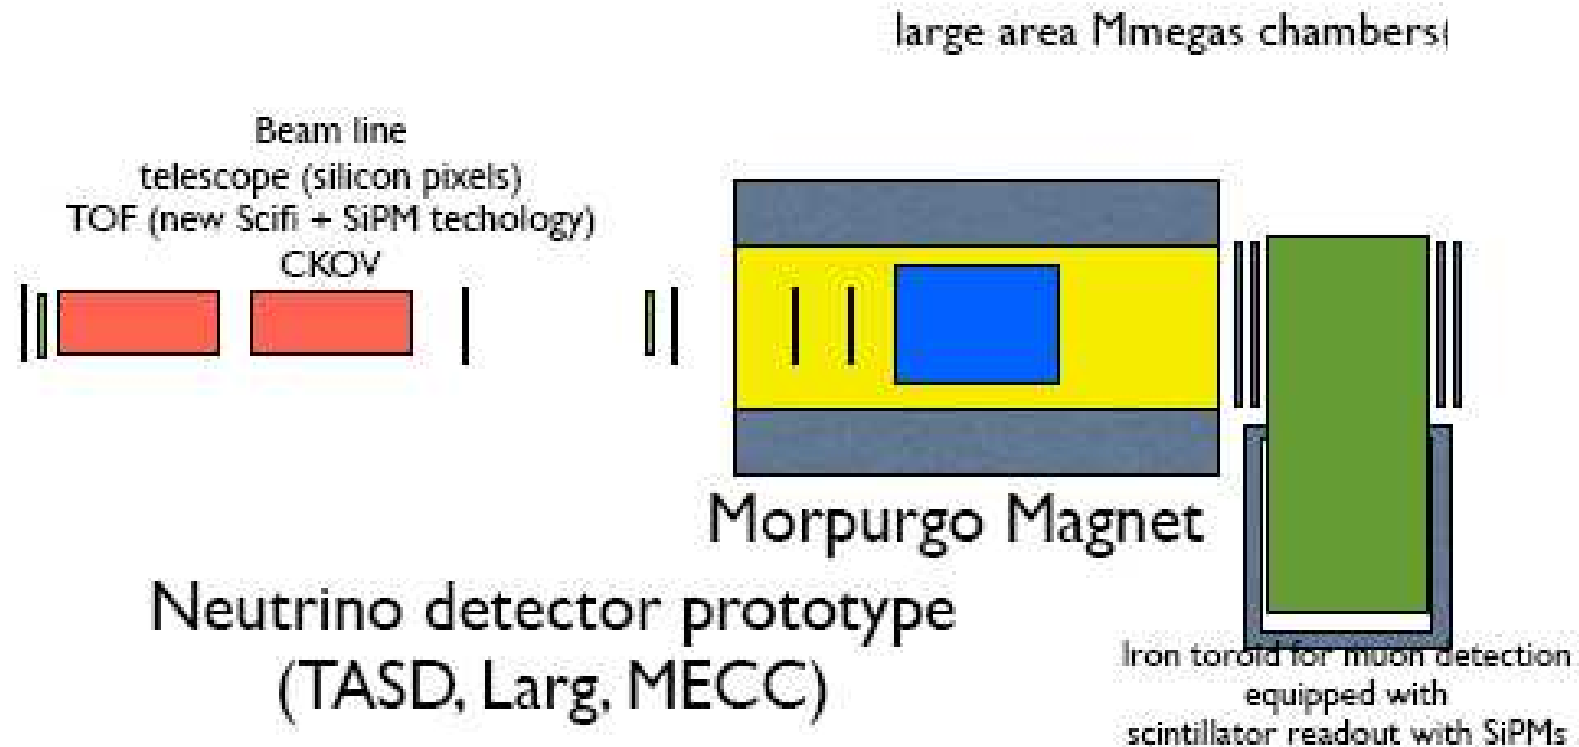 large area Mmegas chambers(
Beam line
telescope (silicon pixels)
TOF (new Scifi + SiPM techology)
CKOV
Morpurgo Magnet
Neutrino detector prototype
(TASD, Larg, MECC)
Iron toroid for muon detection
equipped with
scintillator readout with SiPMs